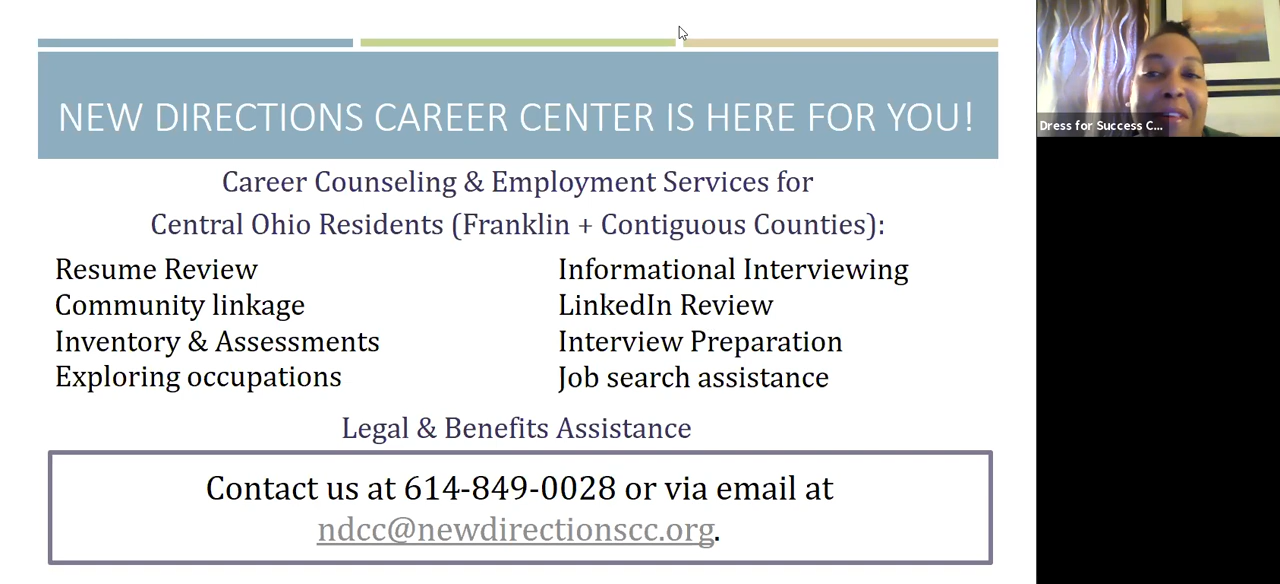 NEW DIRECTIONS CAREER CENTER IS HERE FOR YOU!
Career Counseling & Employment Services for
Central Ohio Residents (Franklin + Contiguous Counties):
Resume Review
Community linkage
Inventory & Assessments
Exploring occupations
Informational Interviewing
LinkedIn Review
Interview Preparation
Job search assistance
Legal & Benefits Assistance
Contact us at 614-849-0028 or via email at
ndcc@newdirectionscc.org.
Dress for Success C...